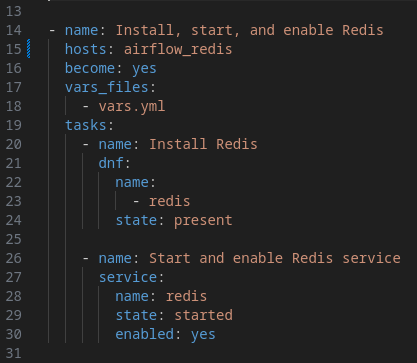 13
14 - name: Install, start, and enable Redis
15   hosts: airflow_redis
16   become: yes
17   vars_files:
18     - vars.yml
19   tasks:
20     - name: Install Redis
21       dnf:
22         name:
23           - redis
24         state: present
25
26     - name: Start and enable Redis service
27       service:
28         name: redis
29         state: started
30         enabled: yes
31